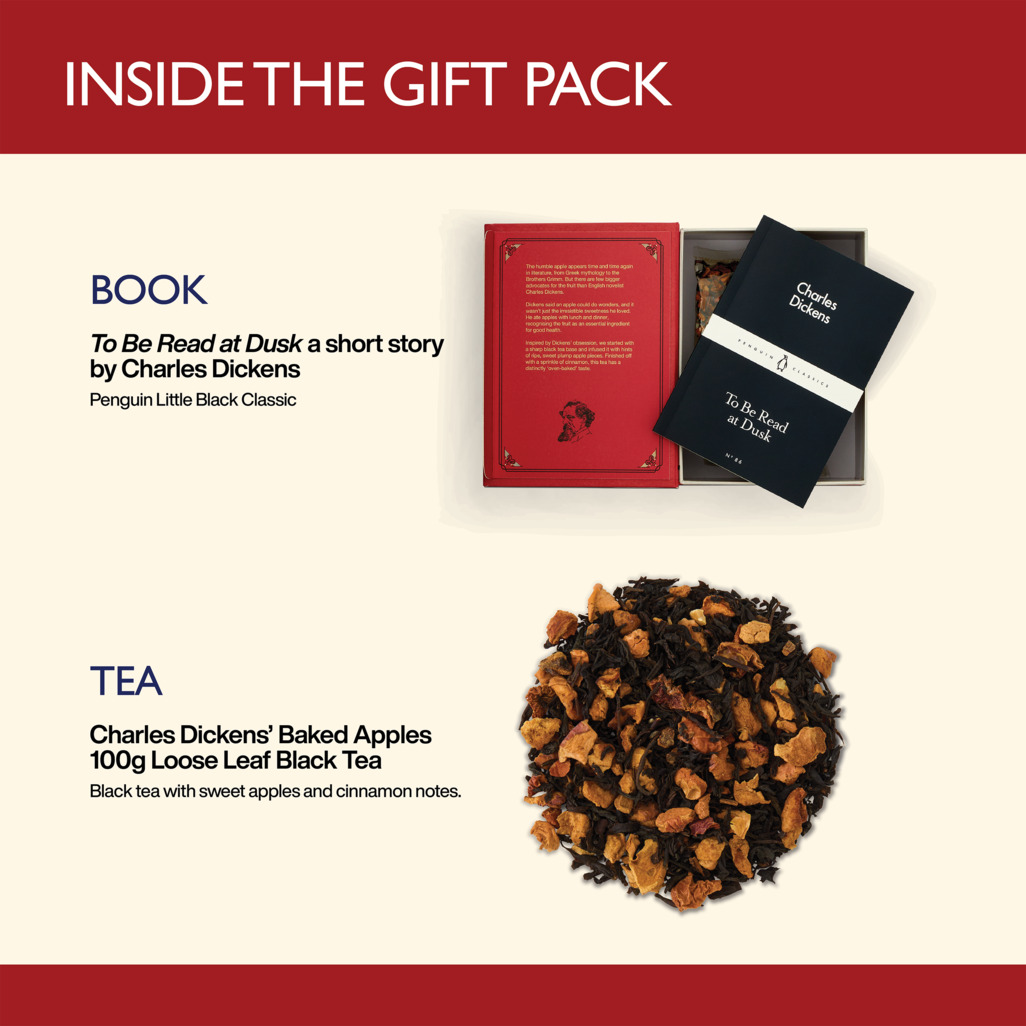 INSIDE THE GIFT PACK
BOOK
To Be Read at Dusk a short story
by Charles Dickens
Penguin Little Black Classic
The humble apple appears time and time again
in literature, from Greek mythology to the
Brothers Grimm. But there are few bigger
advocates for the fruit than English novelist
Charles Dickens.
Dickens said an apple could do wonders, and it
wasn't just the irresistible sweetness he loved.
He ate apples with lunch and dinner,
recognising the fruit as an essential ingredient
for good health.
Inspired by Dickens' obsession, we started with
a sharp black tea base and infused it with hints
of ripe, sweet plump apple pieces. Finished off
with a sprinkle of cinnamon, this tea has a
distinctly 'oven-baked' taste.
Charles
Dickens
PENGUIN CLASSICS
To Be Read
at Dusk
Nº 86
TEA
Charles Dickens’ Baked Apples
100g Loose Leaf Black Tea
Black tea with sweet apples and cinnamon notes.